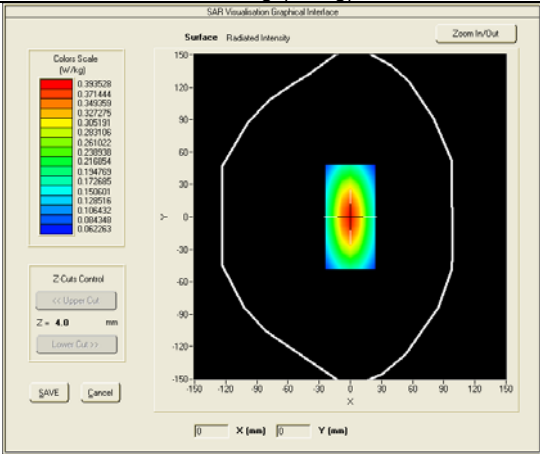 SAR Visualisation Graphical Interface
Surface Radiated Intensity
Zoom In/Out
Colors Scale
(W/kg)
0.393528
0.371444
0.349359
0.327275
0.305191
0.283106
0.261022
0.238938
0.216854
0.194769
0.172685
0.150601
0.128516
0.106432
0.084348
0.062263
150
120
90
60
30
0
-30
-60
-90
-120
-150
Y
-150 -120 -90 -60 -30 0 30 60 90 120 150
X
Z-Cuts Control
<< Upper Cut
Z = 4.0 mm
Lower Cut >>
SAVE Cancel
0 X (mm) 0 Y (mm)